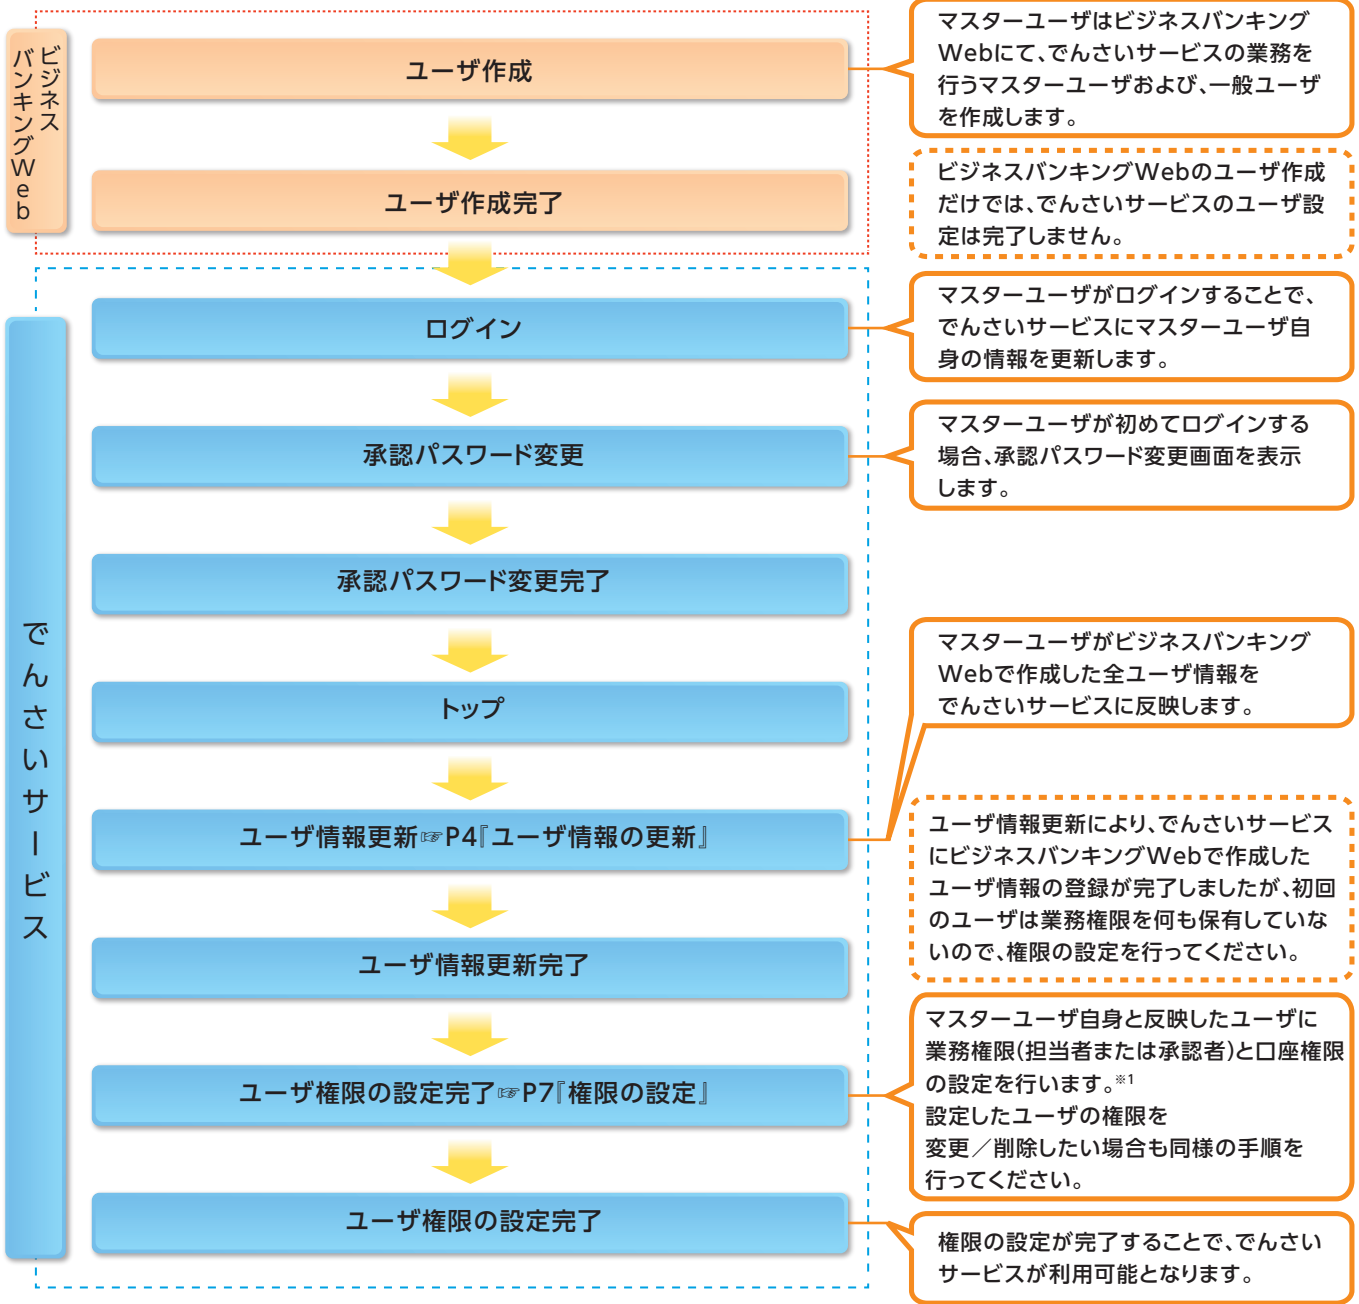 ビジネス
バンキングWeb
ユーザ作成
マスターユーザはビジネスバンキング
Webにて、でんさいサービスの業務を
行うマスターユーザおよび、一般ユーザ
を作成します。
ユーザ作成完了
ビジネスバンキングWebのユーザ作成
だけでは、でんさいサービスのユーザ設
定は完了しません。
でんさいサービス
ログイン
マスターユーザがログインすることで、
でんさいサービスにマスターユーザ自
身の情報を更新します。
承認パスワード変更
マスターユーザが初めてログインする
場合、承認パスワード変更画面を表示
します。
承認パスワード変更完了
トップ
マスターユーザがビジネスバンキング
Webで作成した全ユーザ情報を
でんさいサービスに反映します。
ユーザ情報更新☞P4『ユーザ情報の更新』
ユーザ情報更新により、でんさいサービス
にビジネスバンキングWebで作成した
ユーザ情報の登録が完了しましたが、初回
のユーザは業務権限を何も保有していな
いので、権限の設定を行ってください。
ユーザ情報更新完了
ユーザ権限の設定完了☞P7『権限の設定』
マスターユーザ自身と反映したユーザに
業務権限(担当者または承認者)と口座権限
の設定を行います。※1
設定したユーザの権限を
変更／削除したい場合も同様の手順を
行ってください。
ユーザ権限の設定完了
権限の設定が完了することで、でんさい
サービスが利用可能となります。